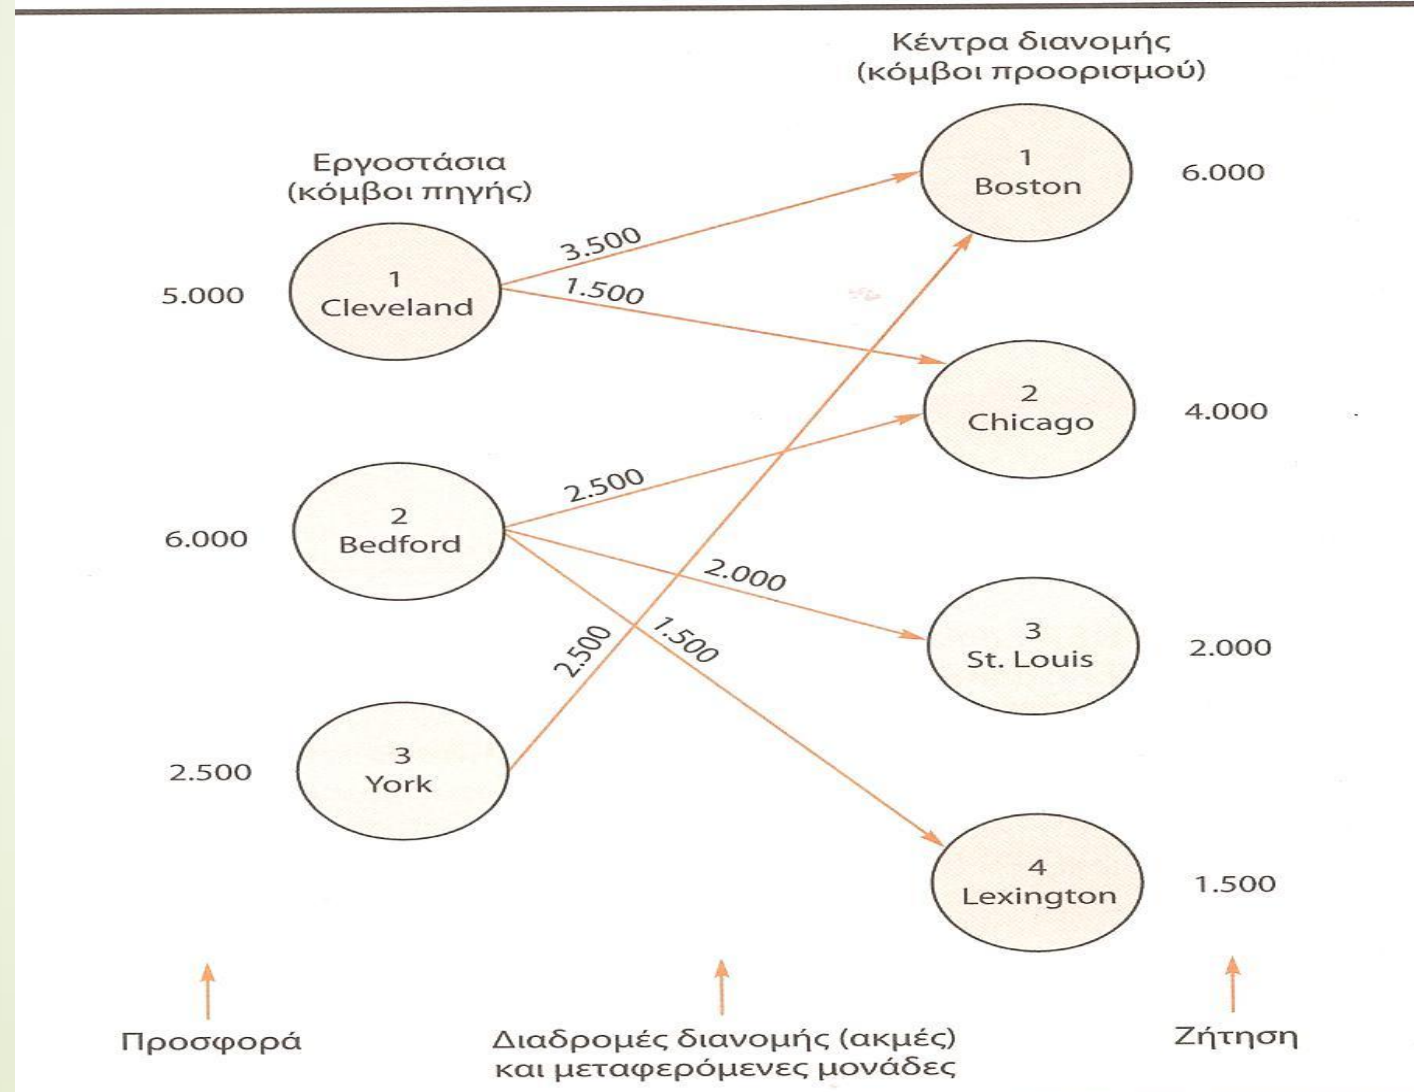 Κέντρα διανομής
(κόμβοι προορισμού)
Εργοστάσια
(κόμβοι πηγής)
1
Boston
6.000
5.000
1
Cleveland
3.500
1.500
2
Chicago
4.000
6.000
2
Bedford
2.500
2.000
1.500
2.500
3
St. Louis
2.000
2.500
3
York
4
Lexington
1.500
Προσφορά
Διαδρομές διανομής (ακμές)
και μεταφερόμενες μονάδες
Ζήτηση